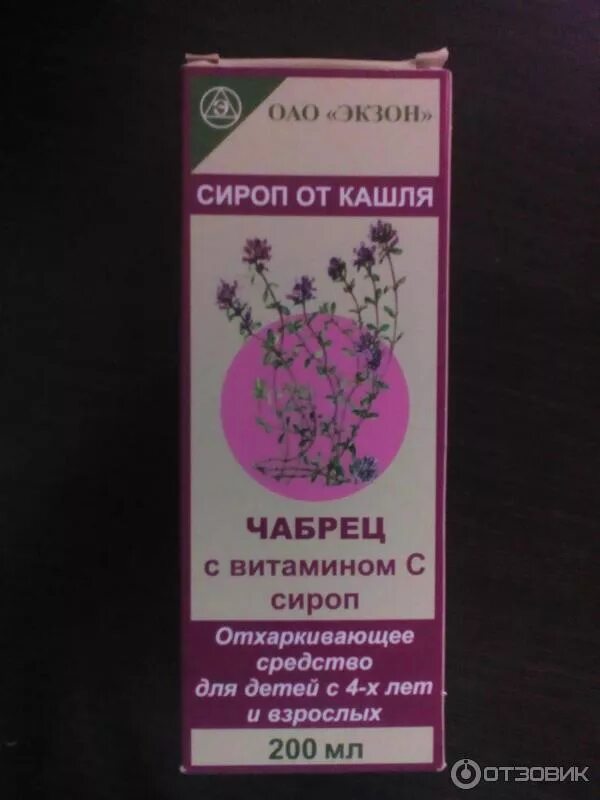 Э
ОАО «ЭКЗОН»
СИРОП ОТ КАШЛЯ
ЧАБРЕЦ
с витамином С
сироп
Отхаркивающее
средство
для детей с 4-х лет
и взрослых
200 мл
ОТЗОВИК